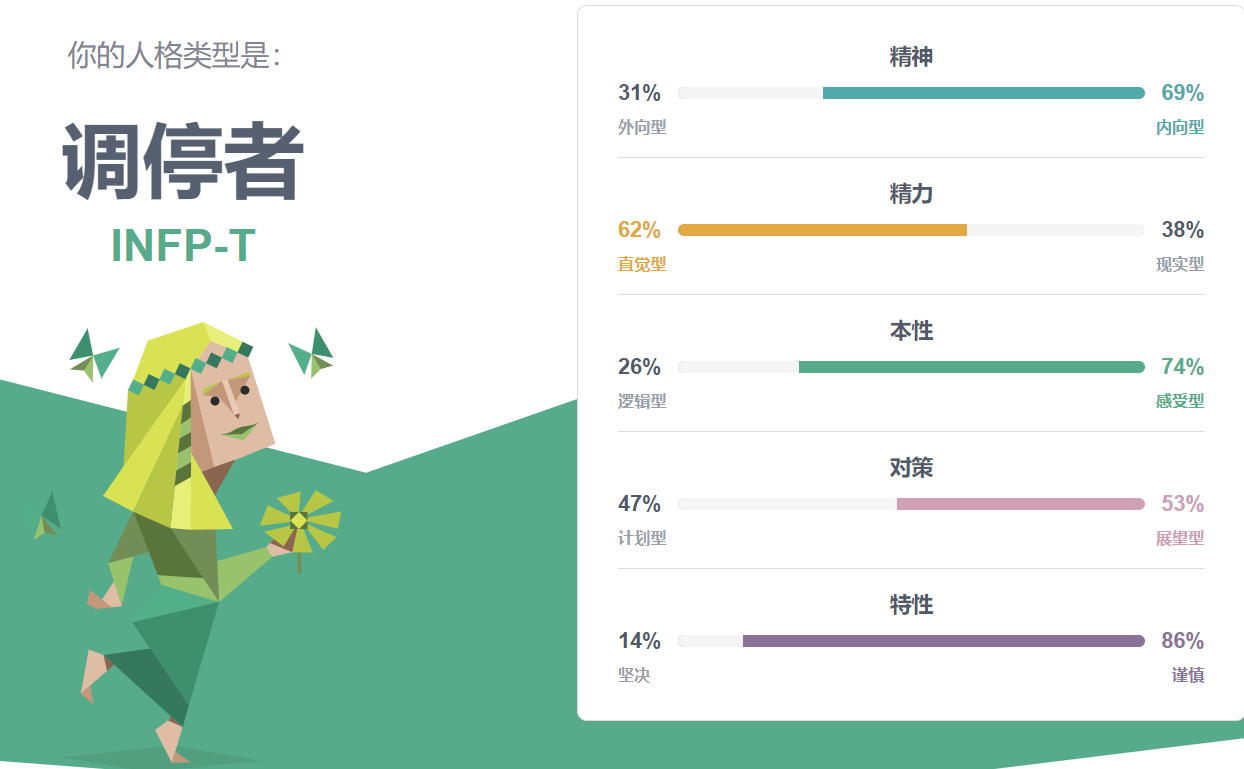 你的人格类型是：
调停者
INFP-T
精神
31% 69%
外向型 内向型
精力
62% 38%
直觉型 现实型
本性
26% 74%
逻辑型 感受型
对策
47% 53%
计划型 展望型
特性
14% 86%
坚决 谨慎